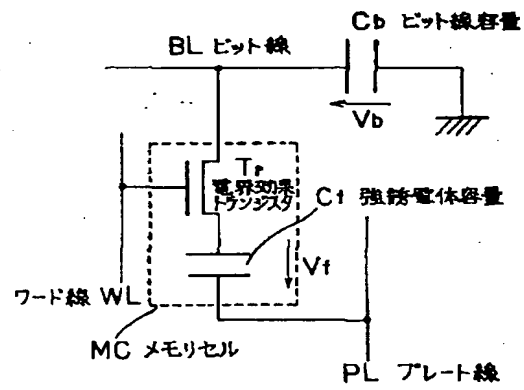 Cb ビット線容量
BL ビット線
Vb
Tr
電界効果
トランジスタ
Cf 強誘電体容量
Vf
ワード線 WL
MC メモリセル
PL プレート線